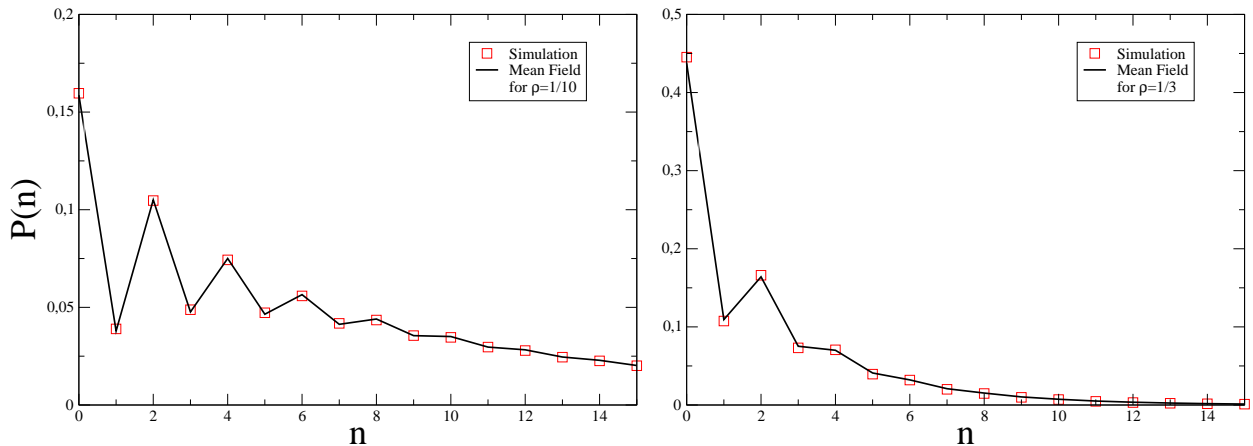 0,2
0,15
0,1
0,05
0
P(n)
0 2 4 6 8 10 12 14
n
Simulation
Mean Field
for ρ=1/10
0,5
0,4
0,3
0,2
0,1
0
0 2 4 6 8 10 12 14
n
Simulation
Mean Field
for ρ=1/3